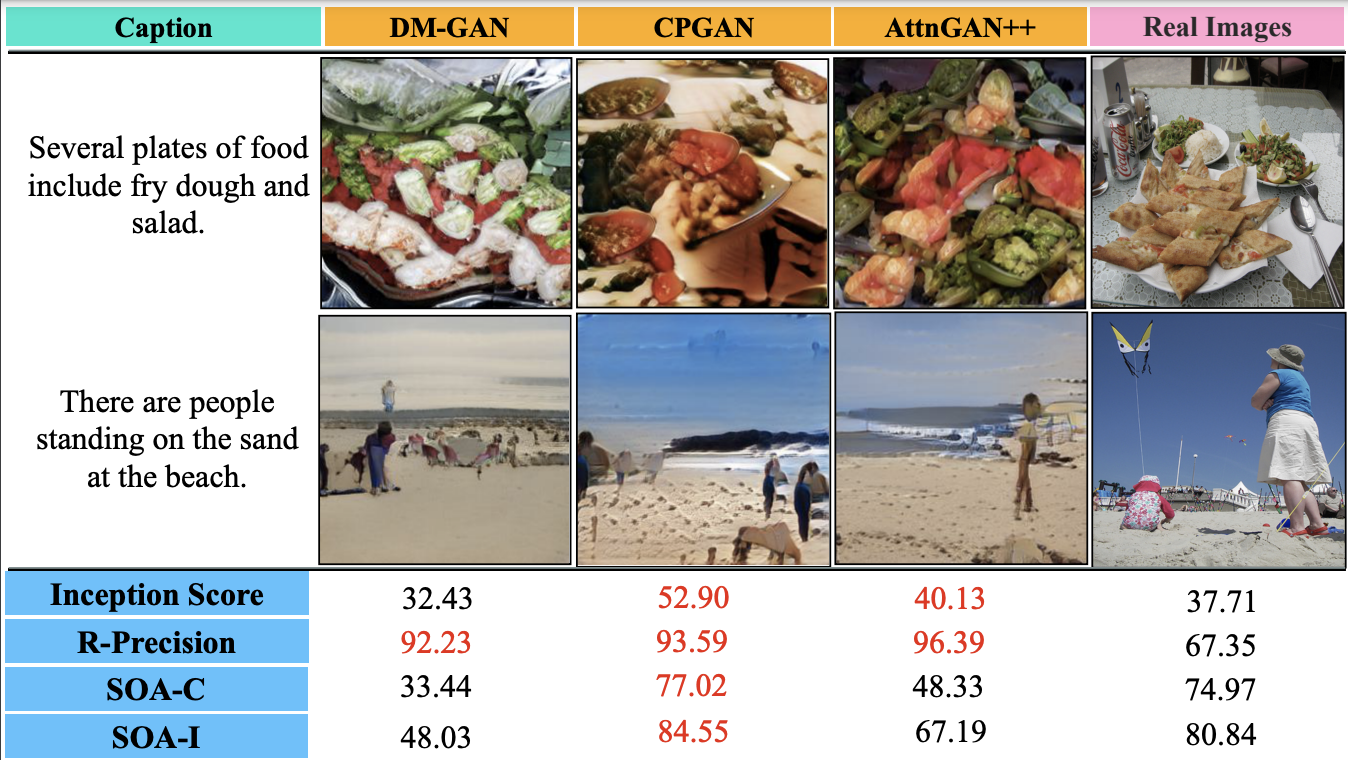 Caption DM-GAN CPGAN AttnGAN++ Real Images
Several plates of food
include fry dough and
salad.
Coca-Cola
There are people
standing on the sand
at the beach.
Inception Score 32.43 52.90 40.13 37.71
R-Precision 92.23 93.59 96.39 67.35
SOA-C 33.44 77.02 48.33 74.97
SOA-I 48.03 84.55 67.19 80.84